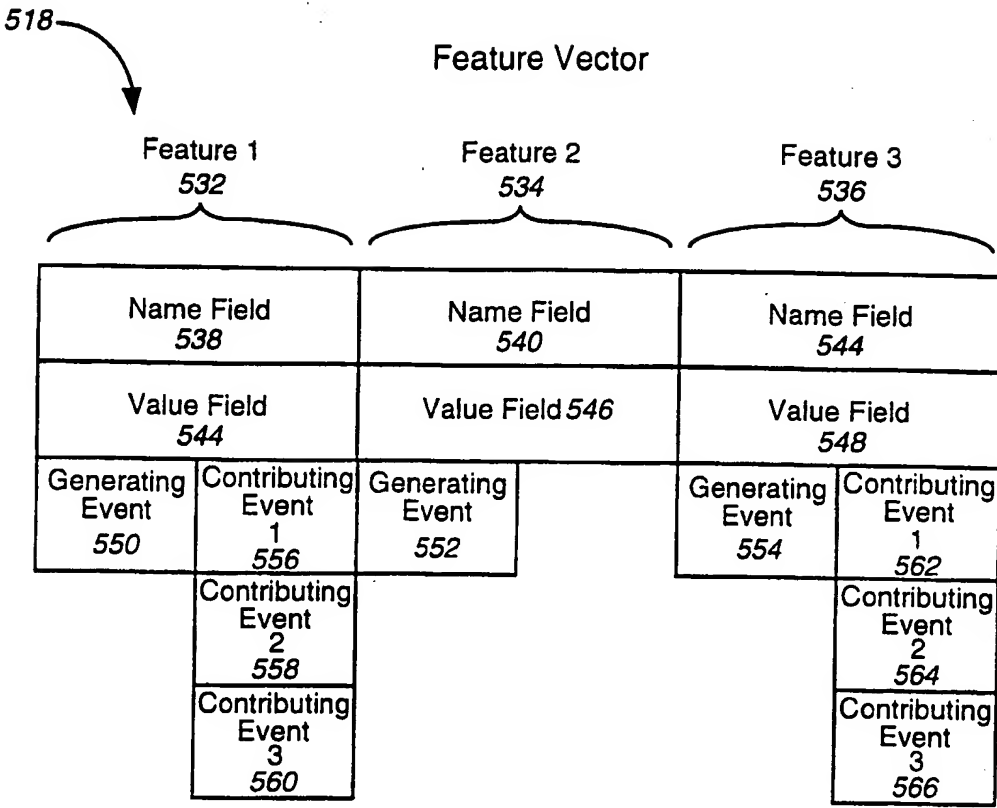 518
Feature Vector
Feature 1
532
Feature 2
534
Feature 3
536
Name Field
538
Name Field
540
Name Field
544
Value Field
544
Value Field 546
Value Field
548
Generating
Event
550
Contributing
Event
1
556
Generating
Event
552
Generating
Event
554
Contributing
Event
1
562
Contributing
Event
2
558
Contributing
Event
2
564
Contributing
Event
3
560
Contributing
Event
3
566